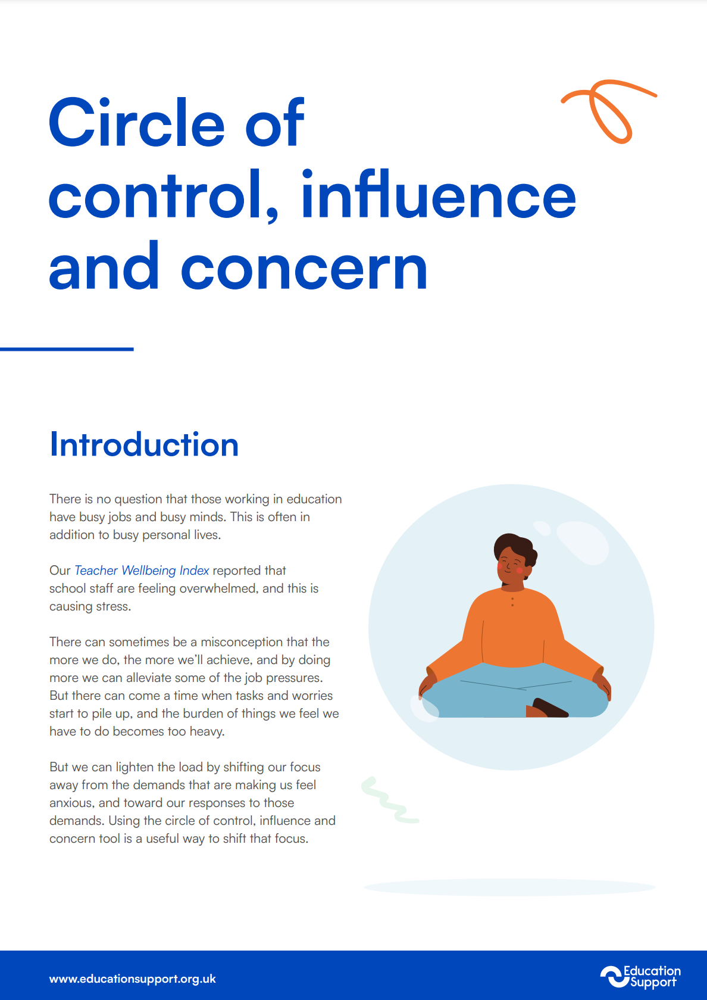 Circle of
control, influence
and concern
Introduction
There is no question that those working in education
have busy jobs and busy minds. This is often in
addition to busy personal lives.
Our Teacher Wellbeing Index reported that
school staff are feeling overwhelmed, and this is
causing stress.
There can sometimes be a misconception that the
more we do, the more we’ll achieve, and by doing
more we can alleviate some of the job pressures.
But there can come a time when tasks and worries
start to pile up, and the burden of things we feel we
have to do becomes too heavy.
But we can lighten the load by shifting our focus
away from the demands that are making us feel
anxious, and toward our responses to those
demands. Using the circle of control, influence and
concern tool is a useful way to shift that focus.
www.educationsupport.org.uk
Education
Support